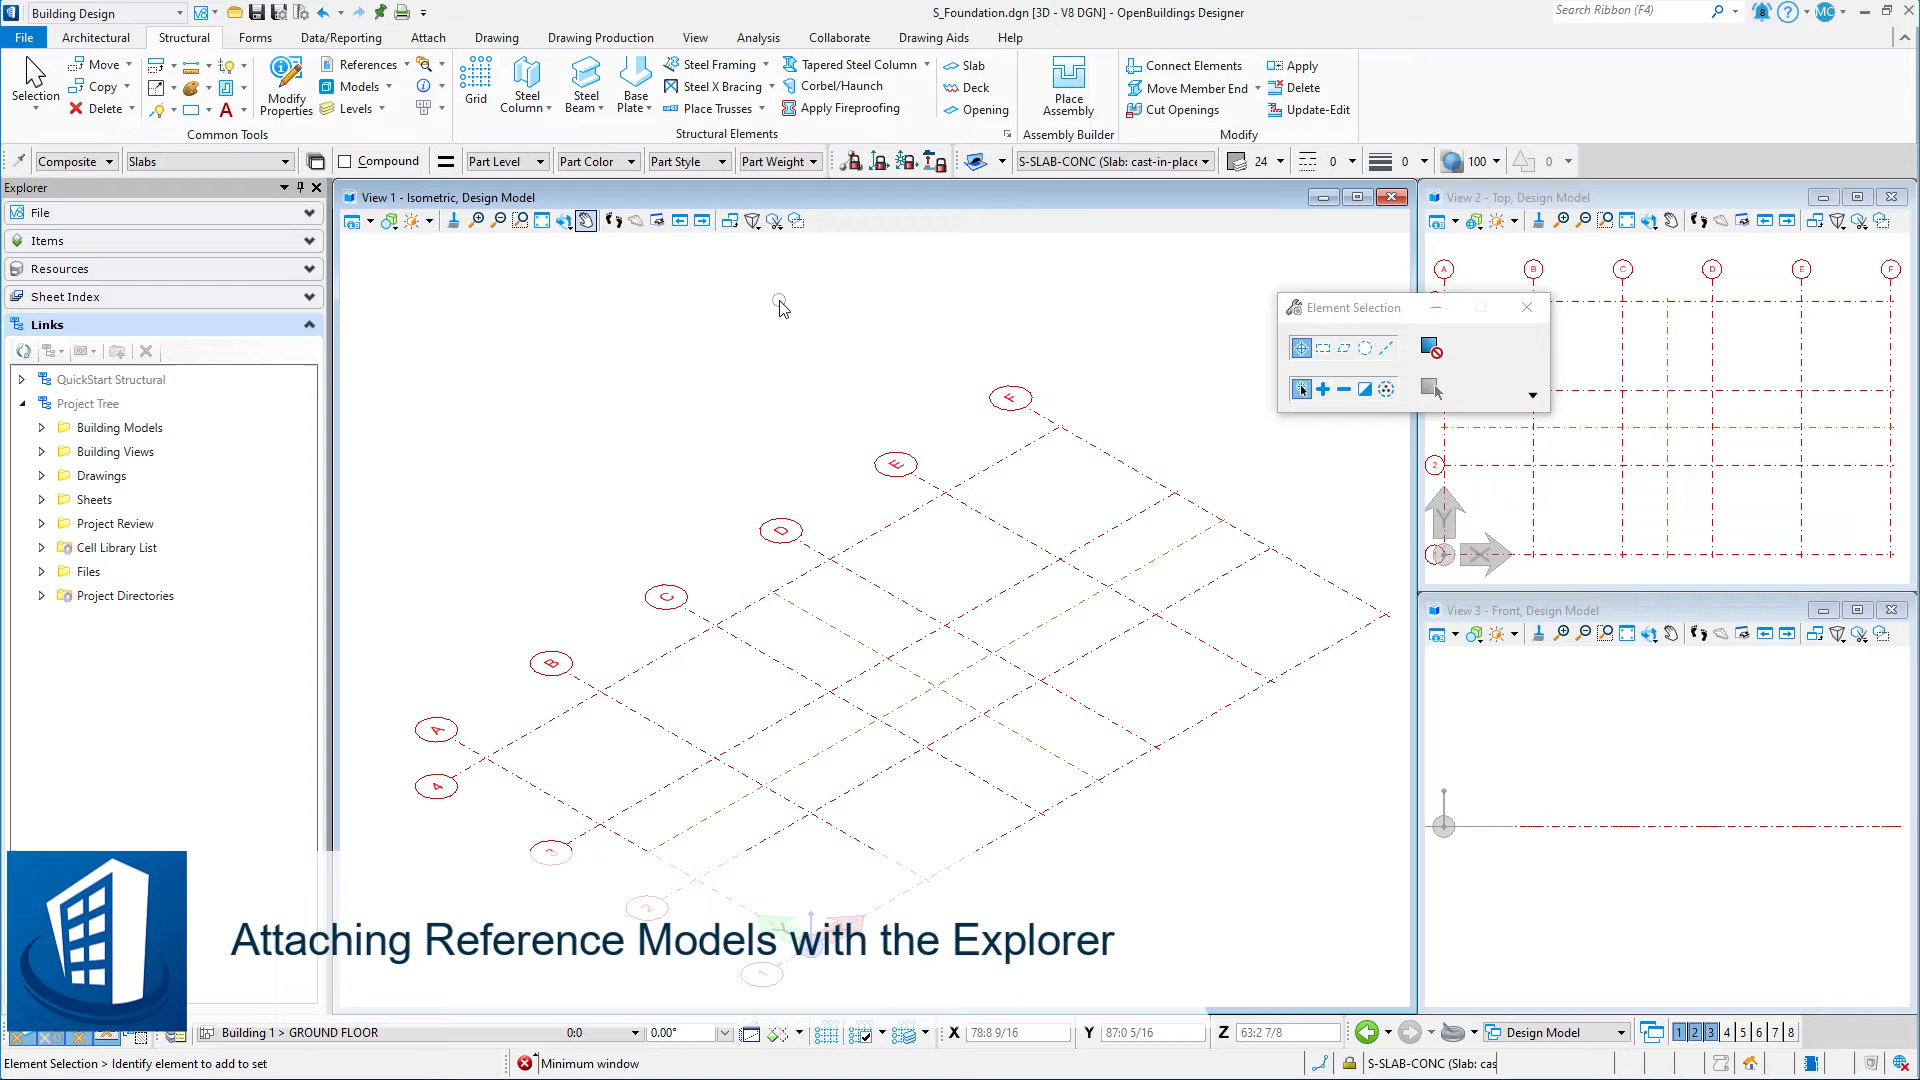 Building Design
S_Foundation.dgn [3D - V8 DGN] - OpenBuildings Designer
Search Ribbon (F4)
8
MC
File
Architectural
Structural
Forms
Data/Reporting
Attach
Drawing
Drawing Production
View
Analysis
Collaborate
Drawing Aids
Help
Selection
Move
Copy
Delete
Modify
Properties
References
Models
Levels
Common Tools
Grid
Steel
Column
Steel
Beam
Base
Plate
Steel Framing
Steel X Bracing
Place Trusses
Tapered Steel Column
Corbel/Haunch
Apply Fireproofing
Slab
Deck
Opening
Structural Elements
Place
Assembly
Assembly Builder
Connect Elements
Move Member End
Cut Openings
Apply
Delete
Update-Edit
Modify
Composite
Slabs
Compound
Part Level
Part Color
Part Style
Part Weight
S-SLAB-CONC (Slab: cast-in-place
24
0
0
100
0
Explorer
File
Items
Resources
Sheet Index
Links
QuickStart Structural
Project Tree
Building Models
Building Views
Drawings
Sheets
Project Review
Cell Library List
Files
Project Directories
View 1 - Isometric, Design Model
F
E
D
C
B
A
4
3
2
1
Element Selection
View 2 - Top, Design Model
A B C D E F
2
Y
X
View 3 - Front, Design Model
Attaching Reference Models with the Explorer
Building 1 > GROUND FLOOR
0:0
0.00°
X 78:8 9/16
Y 87:0 5/16
Z 63:2 7/8
Design Model
1 2 3 4 5 6 7 8
Element Selection > Identify element to add to set
Minimum window
S-SLAB-CONC (Slab: cas